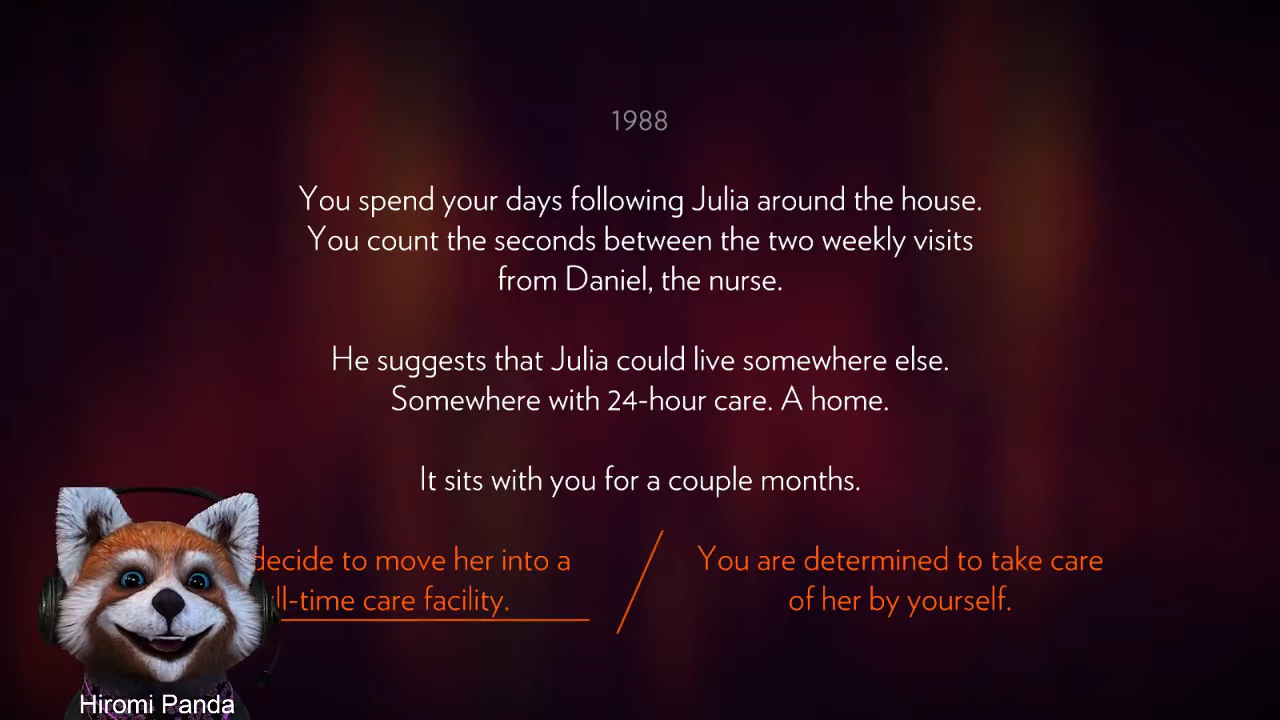 1988
You spend your days following Julia around the house.
You count the seconds between the two weekly visits
from Daniel, the nurse.
He suggests that Julia could live somewhere else.
Somewhere with 24-hour care. A home.
It sits with you for a couple months.
decide to move her into a
-time care facility.
You are determined to take care
of her by yourself.
Hiromi Panda